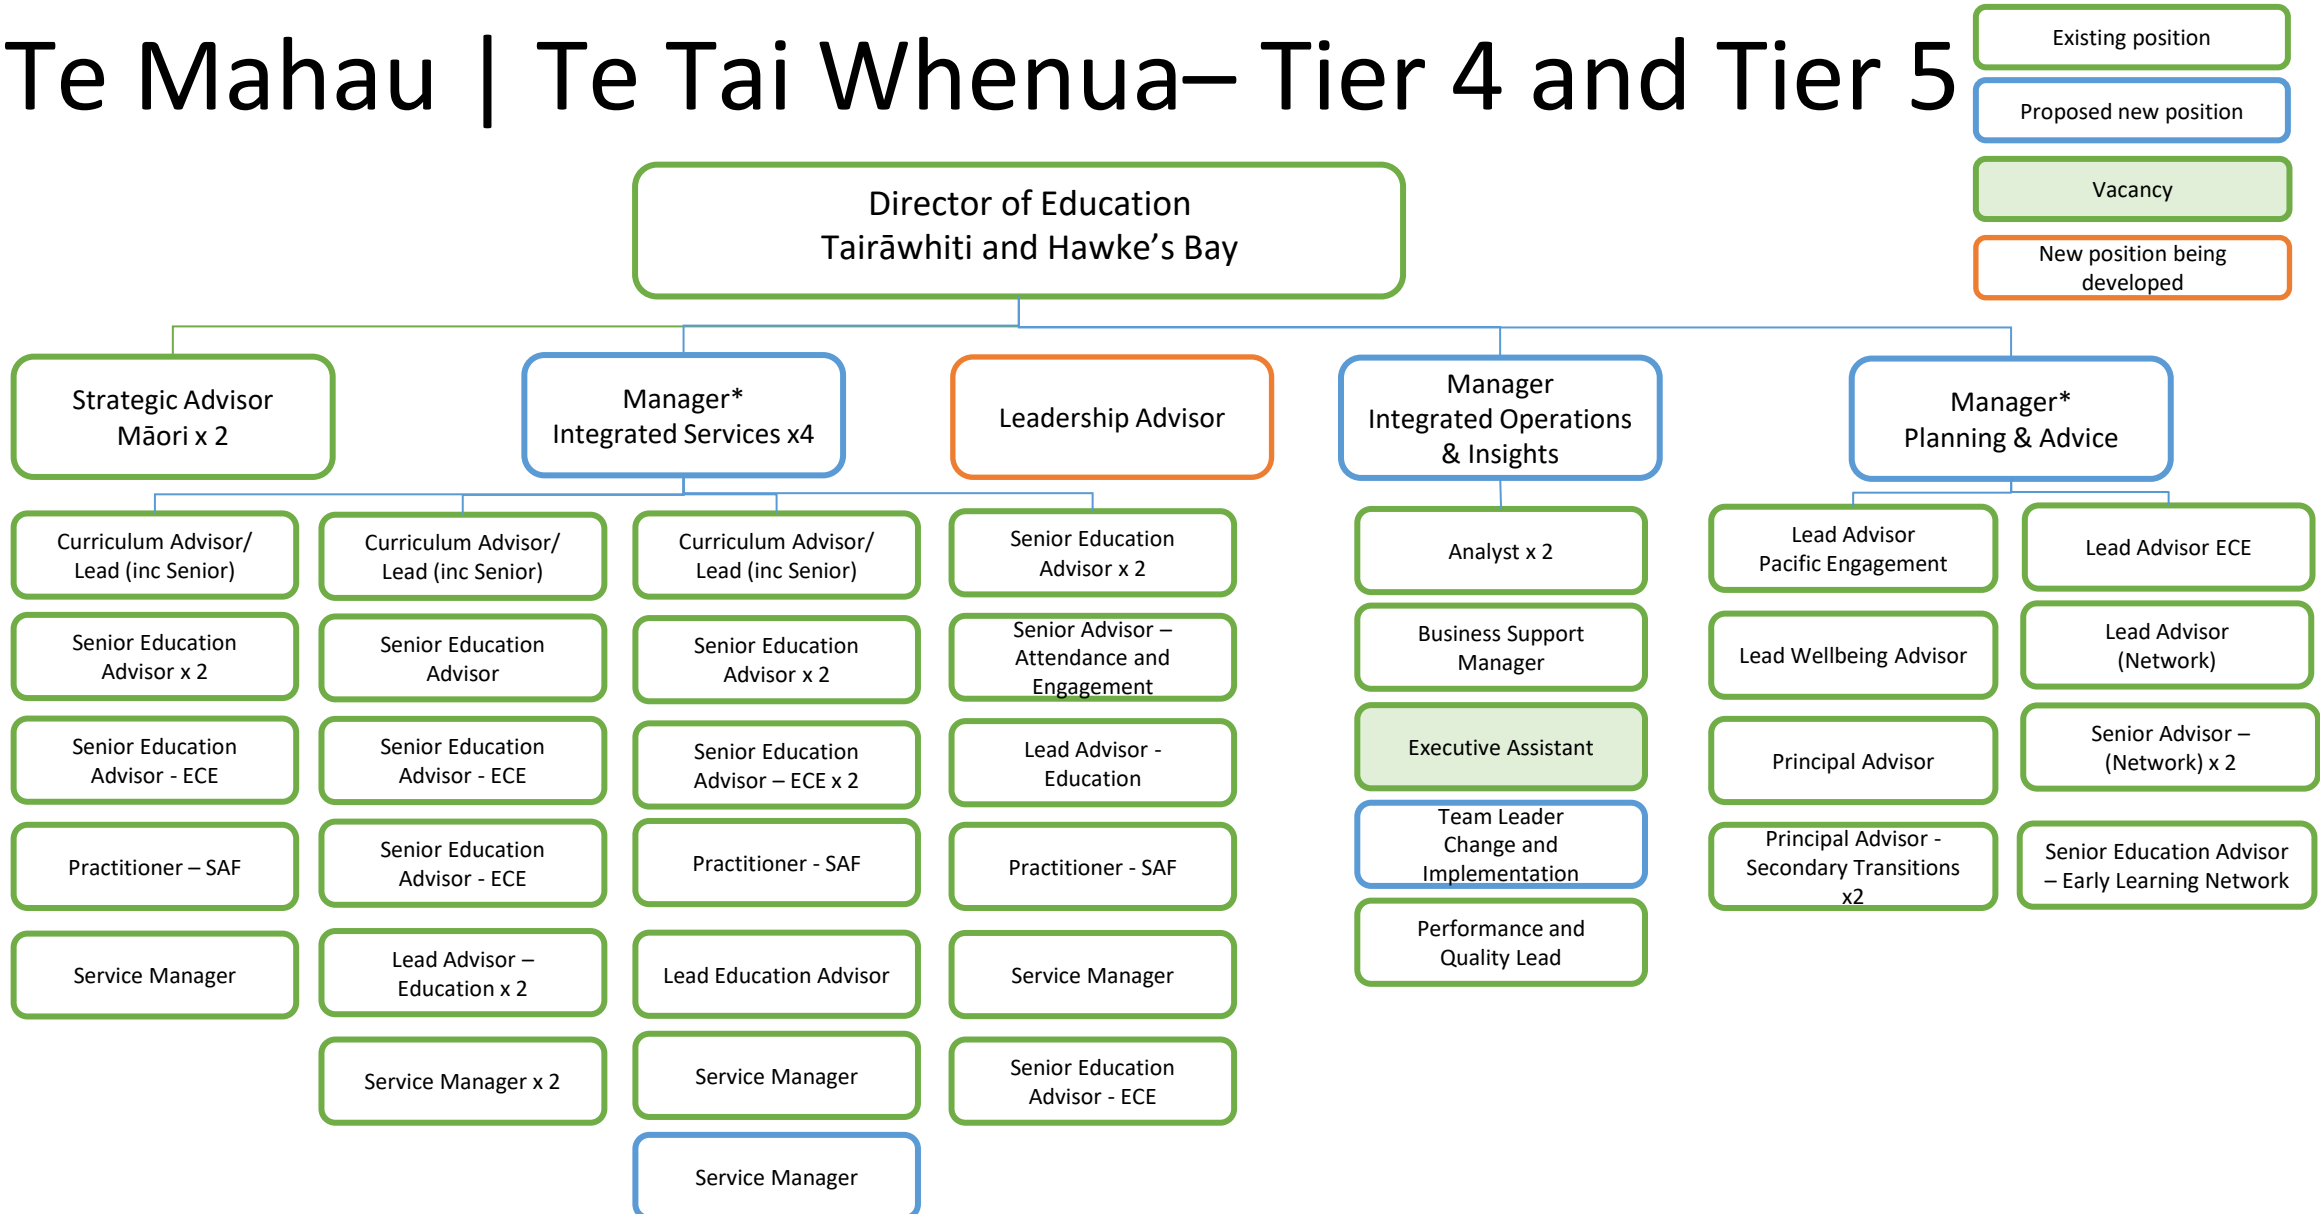 Te Mahau | Te Tai Whenua– Tier 4 and Tier 5
Existing position
Proposed new position
Vacancy
New position being
developed
Director of Education
Tairāwhiti and Hawke’s Bay
Strategic Advisor
Māori x 2
Manager*
Integrated Services x4
Leadership Advisor
Manager
Integrated Operations
& Insights
Manager*
Planning & Advice
Curriculum Advisor/
Lead (inc Senior)
Senior Education
Advisor x 2
Senior Education
Advisor - ECE
Practitioner – SAF
Service Manager
Curriculum Advisor/
Lead (inc Senior)
Senior Education
Advisor
Senior Education
Advisor - ECE
Senior Education
Advisor - ECE
Lead Advisor –
Education x 2
Service Manager x 2
Curriculum Advisor/
Lead (inc Senior)
Senior Education
Advisor x 2
Senior Education
Advisor – ECE x 2
Practitioner - SAF
Lead Education Advisor
Service Manager
Service Manager
Senior Education
Advisor x 2
Senior Advisor –
Attendance and
Engagement
Lead Advisor -
Education
Practitioner - SAF
Service Manager
Senior Education
Advisor - ECE
Analyst x 2
Business Support
Manager
Executive Assistant
Team Leader
Change and
Implementation
Performance and
Quality Lead
Lead Advisor
Pacific Engagement
Lead Wellbeing Advisor
Principal Advisor
Principal Advisor -
Secondary Transitions
x2
Lead Advisor ECE
Lead Advisor
(Network)
Senior Advisor –
(Network) x 2
Senior Education Advisor
– Early Learning Network